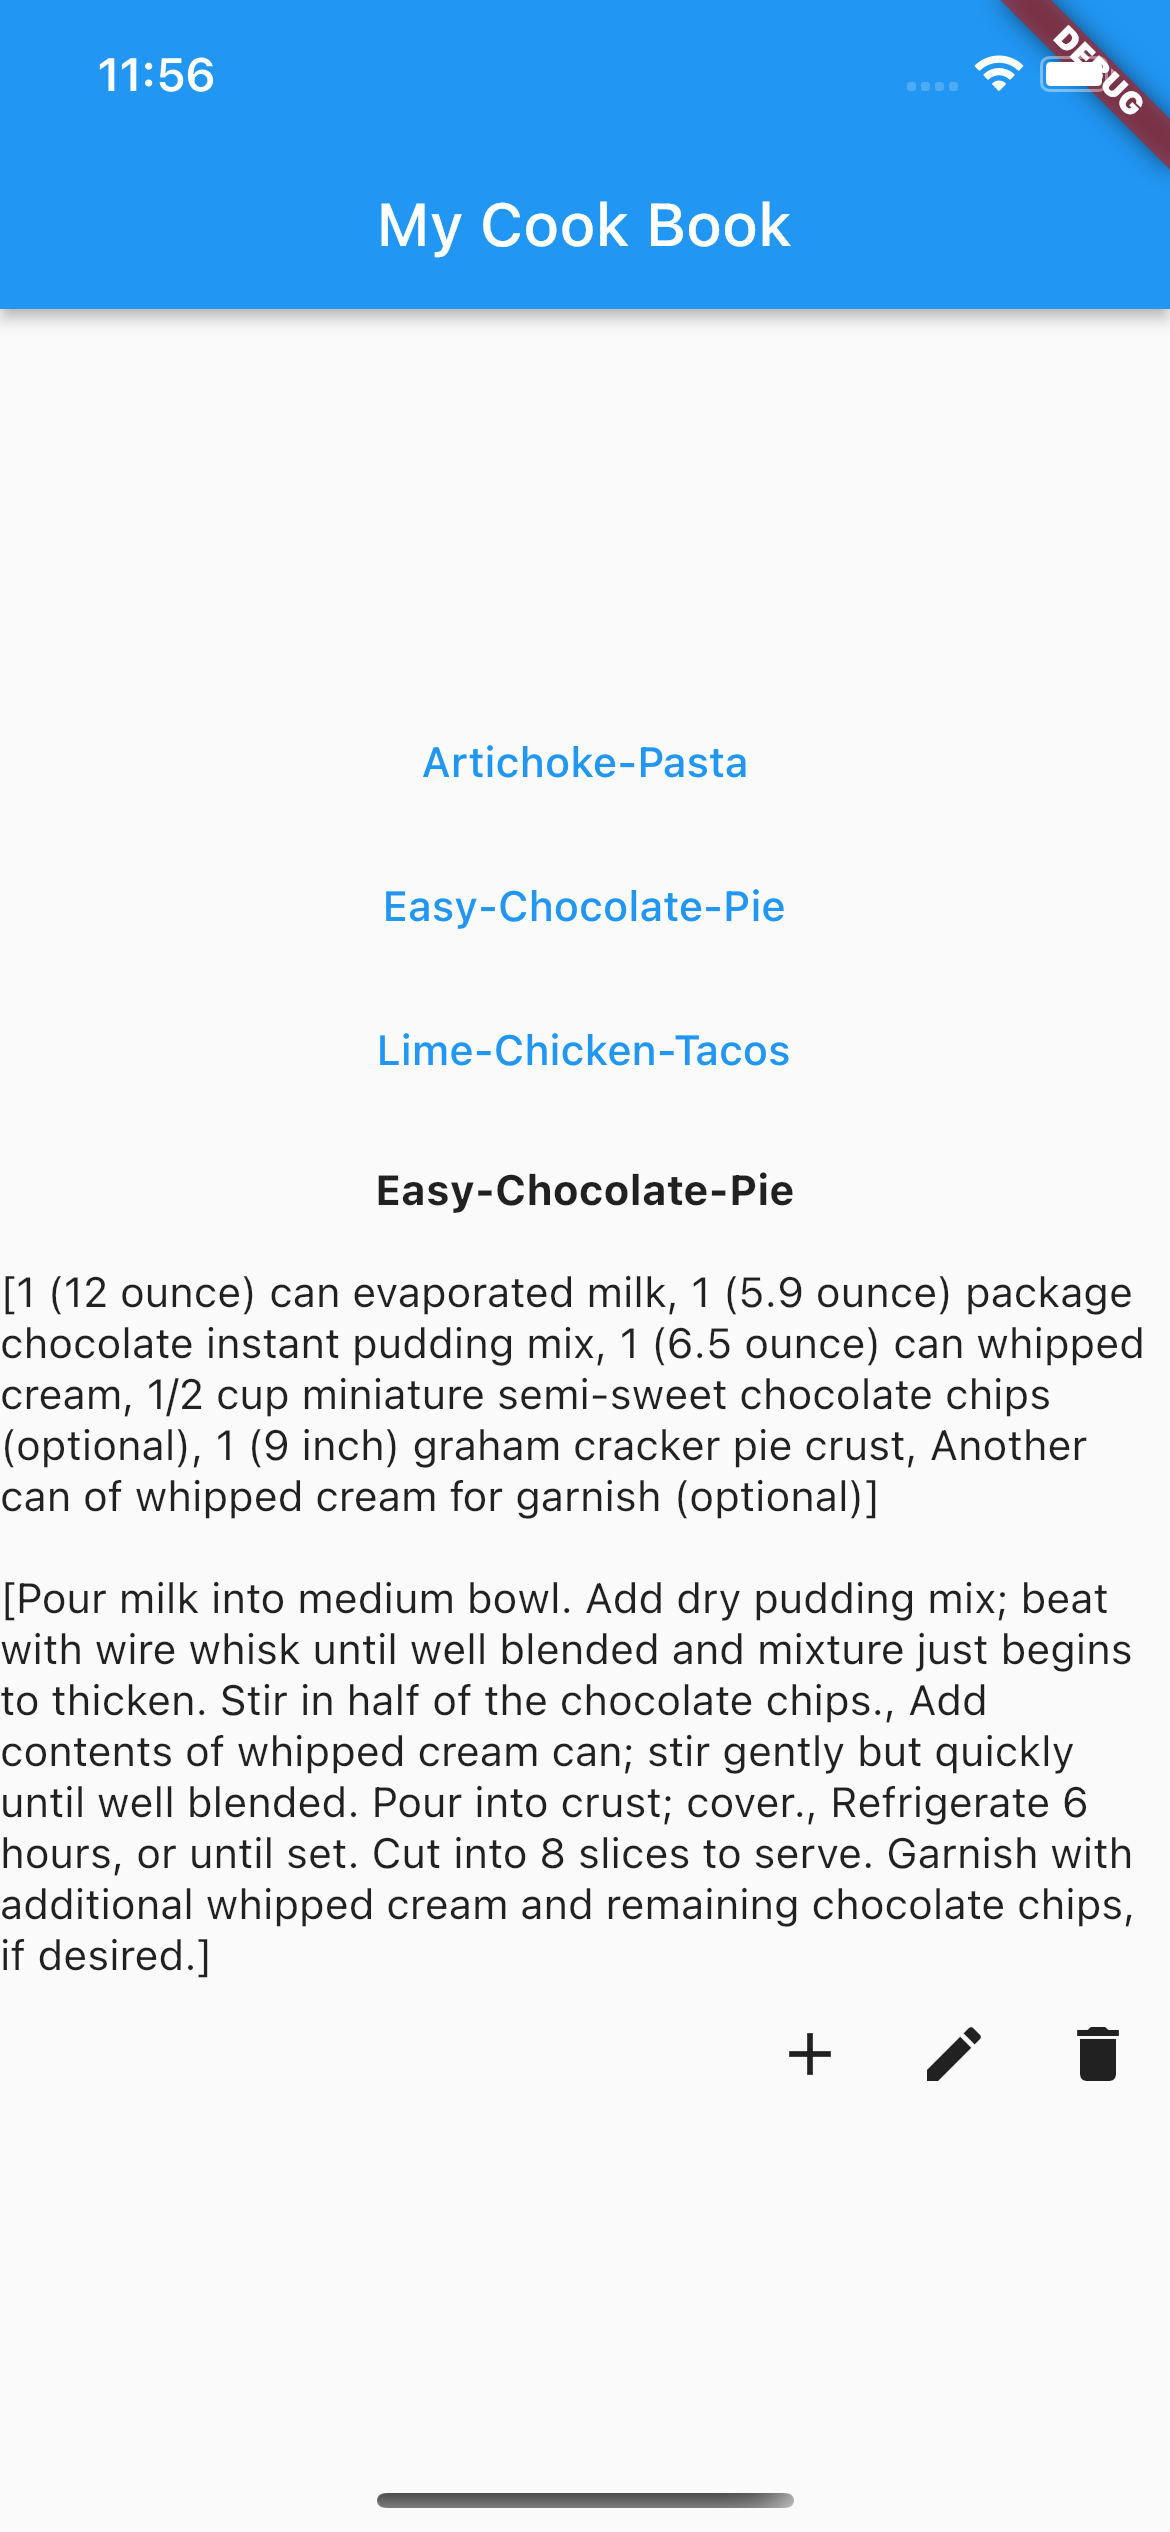 11:56
DEBUG
My Cook Book
Artichoke-Pasta
Easy-Chocolate-Pie
Lime-Chicken-Tacos
Easy-Chocolate-Pie
[1 (12 ounce) can evaporated milk, 1 (5.9 ounce) package
chocolate instant pudding mix, 1 (6.5 ounce) can whipped
cream, 1/2 cup miniature semi-sweet chocolate chips
(optional), 1 (9 inch) graham cracker pie crust, Another
can of whipped cream for garnish (optional)]
[Pour milk into medium bowl. Add dry pudding mix; beat
with wire whisk until well blended and mixture just begins
to thicken. Stir in half of the chocolate chips., Add
contents of whipped cream can; stir gently but quickly
until well blended. Pour into crust; cover., Refrigerate 6
hours, or until set. Cut into 8 slices to serve. Garnish with
additional whipped cream and remaining chocolate chips,
if desired.]